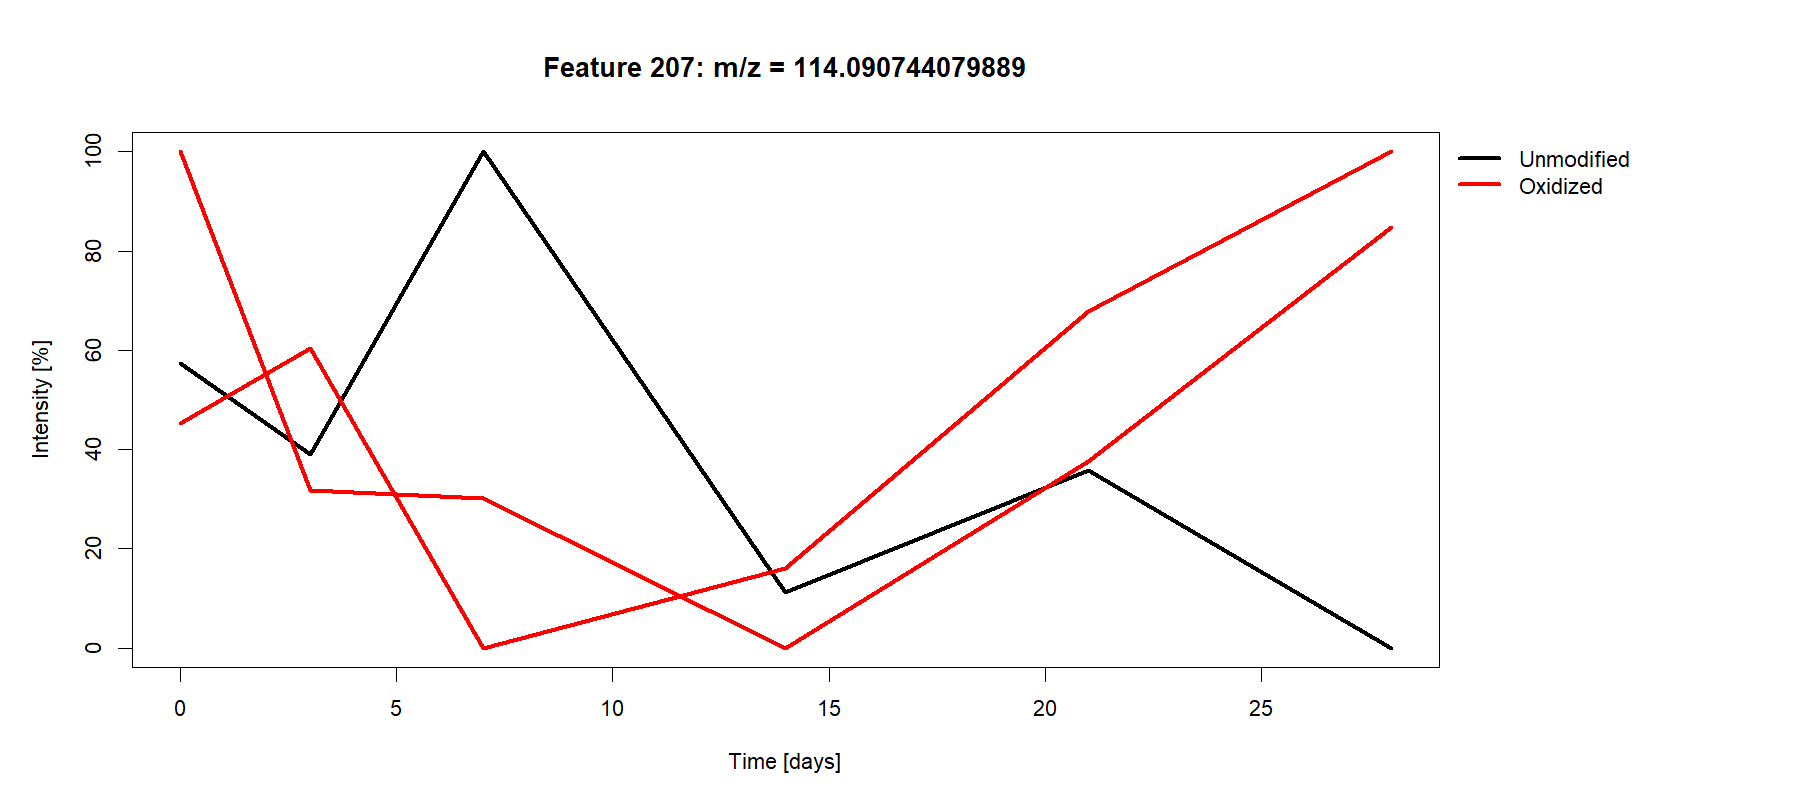 Feature 207: m/z = 114.090744079889
Unmodified
Oxidized
Intensity [%]
100
80
60
40
20
0
0 5 10 15 20 25
Time [days]